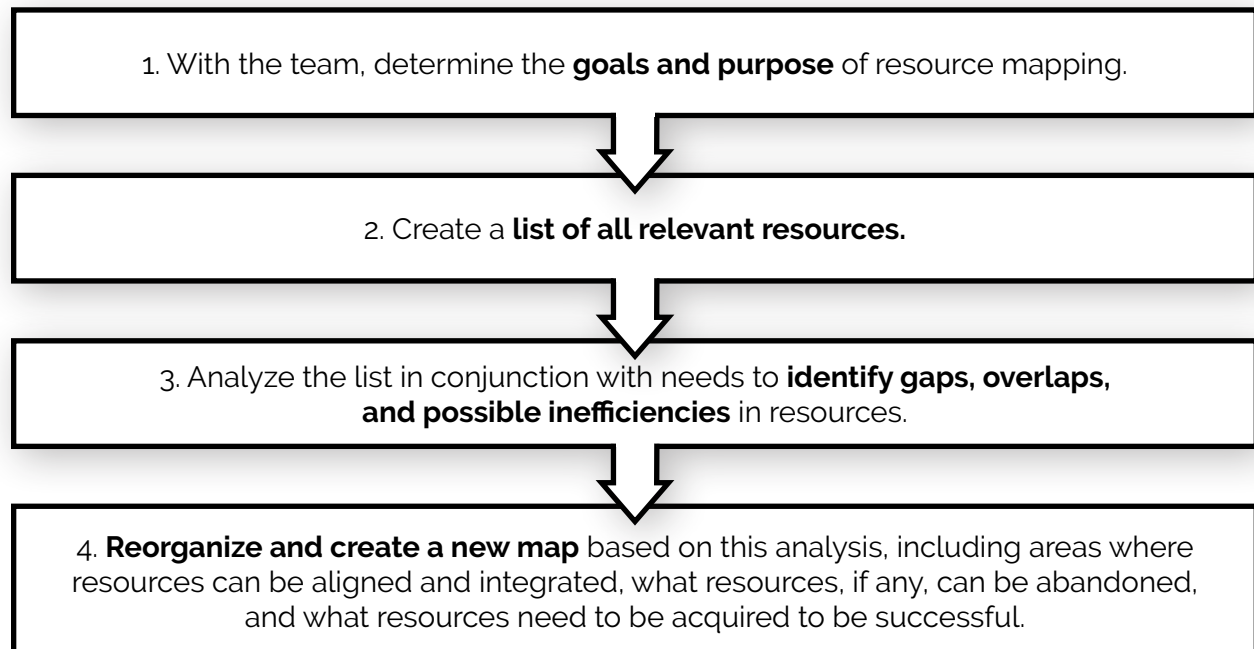 1. With the team, determine the goals and purpose of resource mapping.
2. Create a list of all relevant resources.
3. Analyze the list in conjunction with needs to identify gaps, overlaps,
and possible inefficiencies in resources.
4. Reorganize and create a new map based on this analysis, including areas where
resources can be aligned and integrated, what resources, if any, can be abandoned,
and what resources need to be acquired to be successful.